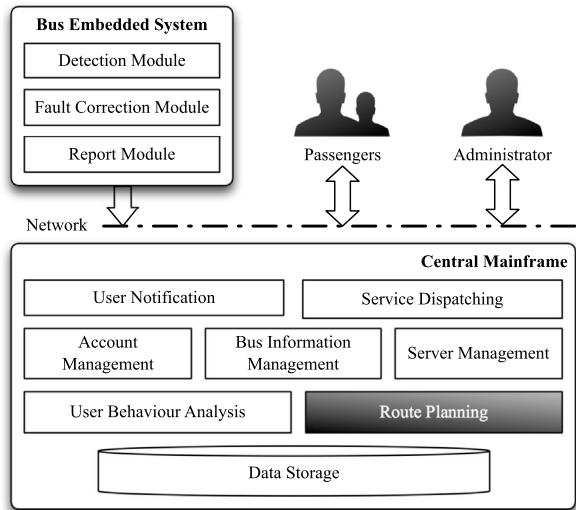 Bus Embedded System
Detection Module
Fault Correction Module
Report Module
Passengers
Administrator
Network
Central Mainframe
User Notification
Service Dispatching
Account
Management
Bus Information
Management
Server Management
User Behaviour Analysis
Route Planning
Data Storage